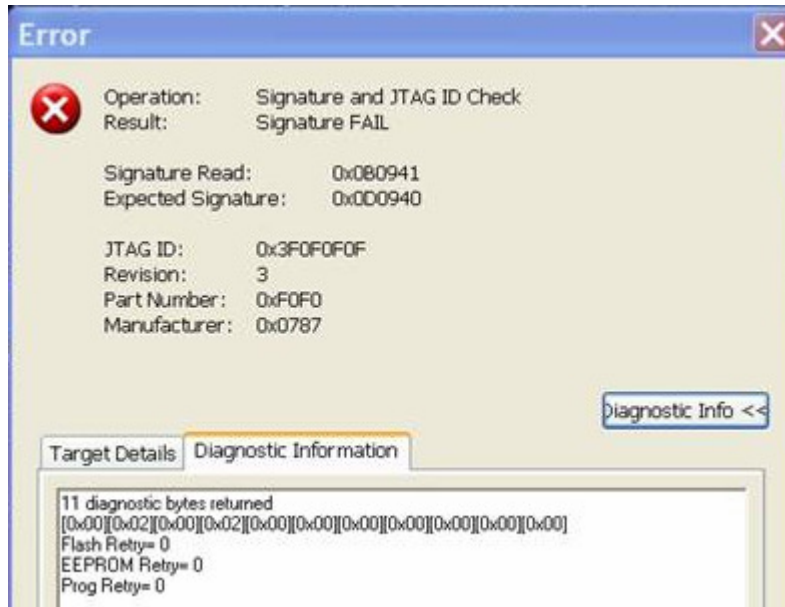 Error
Operation: Signature and JTAG ID Check
Result: Signature FAIL
Signature Read: 0x0B0941
Expected Signature: 0x0D0940
JTAG ID: 0x3F0F0F0F
Revision: 3
Part Number: 0xF0F0
Manufacturer: 0x0787
Diagnostic Info <<
Target Details Diagnostic Information
11 diagnostic bytes returned
[0x00][0x02][0x00][0x02][0x00][0x00][0x00][0x00][0x00][0x00][0x00]
Flash Retry= 0
EEPROM Retry= 0
Prog Retry= 0